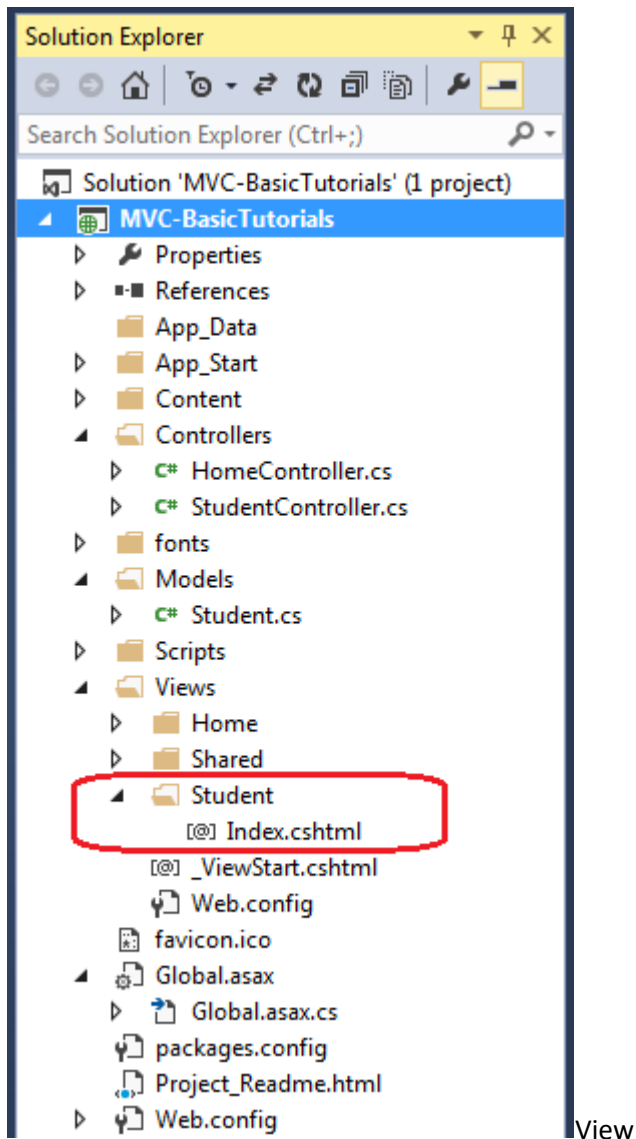 Solution Explorer
Search Solution Explorer (Ctrl+;)
Solution 'MVC-BasicTutorials' (1 project)
MVC-BasicTutorials
Properties
References
App_Data
App_Start
Content
Controllers
C# HomeController.cs
C# StudentController.cs
fonts
Models
C# Student.cs
Scripts
Views
Home
Shared
Student
[@] Index.cshtml
[@] _ViewStart.cshtml
Web.config
favicon.ico
Global.asax
Global.asax.cs
packages.config
Project_Readme.html
Web.config
View